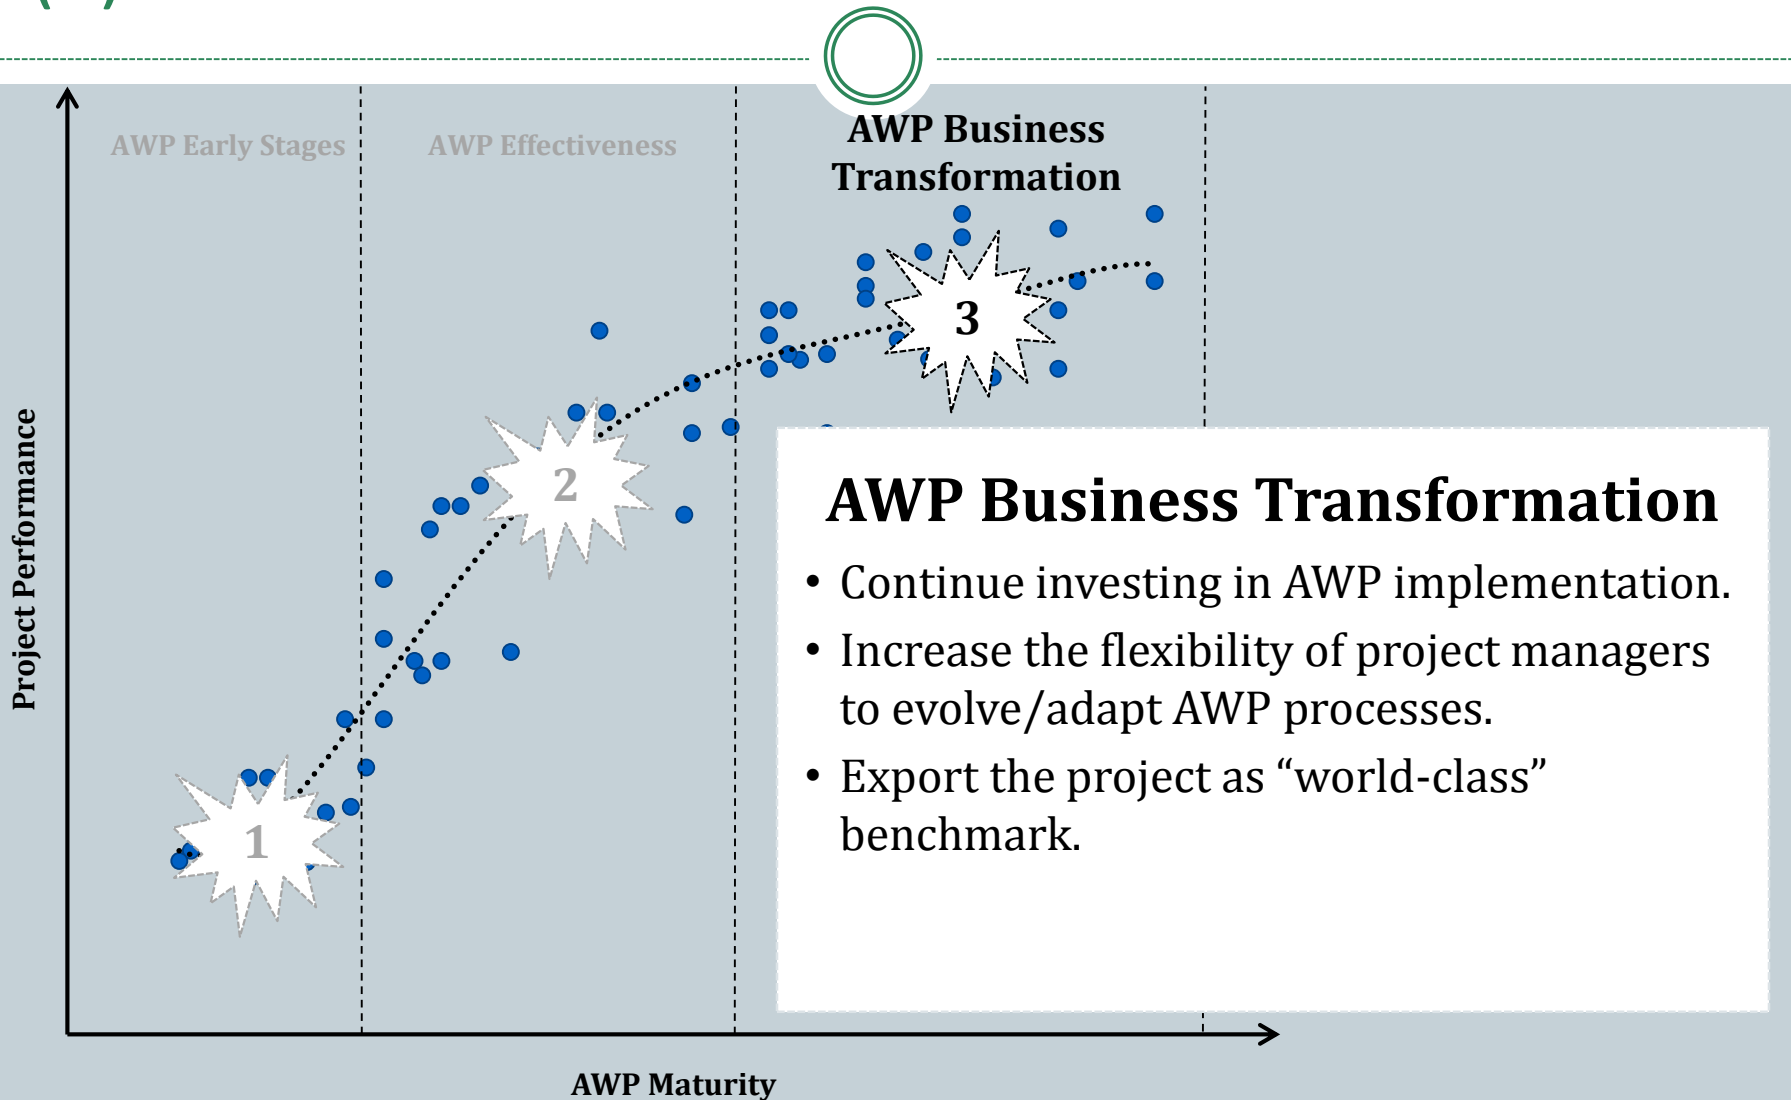 AWP Early Stages
AWP Effectiveness
AWP Business
Transformation
3
2
1
Project Performance
AWP Business Transformation
• Continue investing in AWP implementation.
• Increase the flexibility of project managers
to evolve/adapt AWP processes.
• Export the project as “world-class”
benchmark.
AWP Maturity